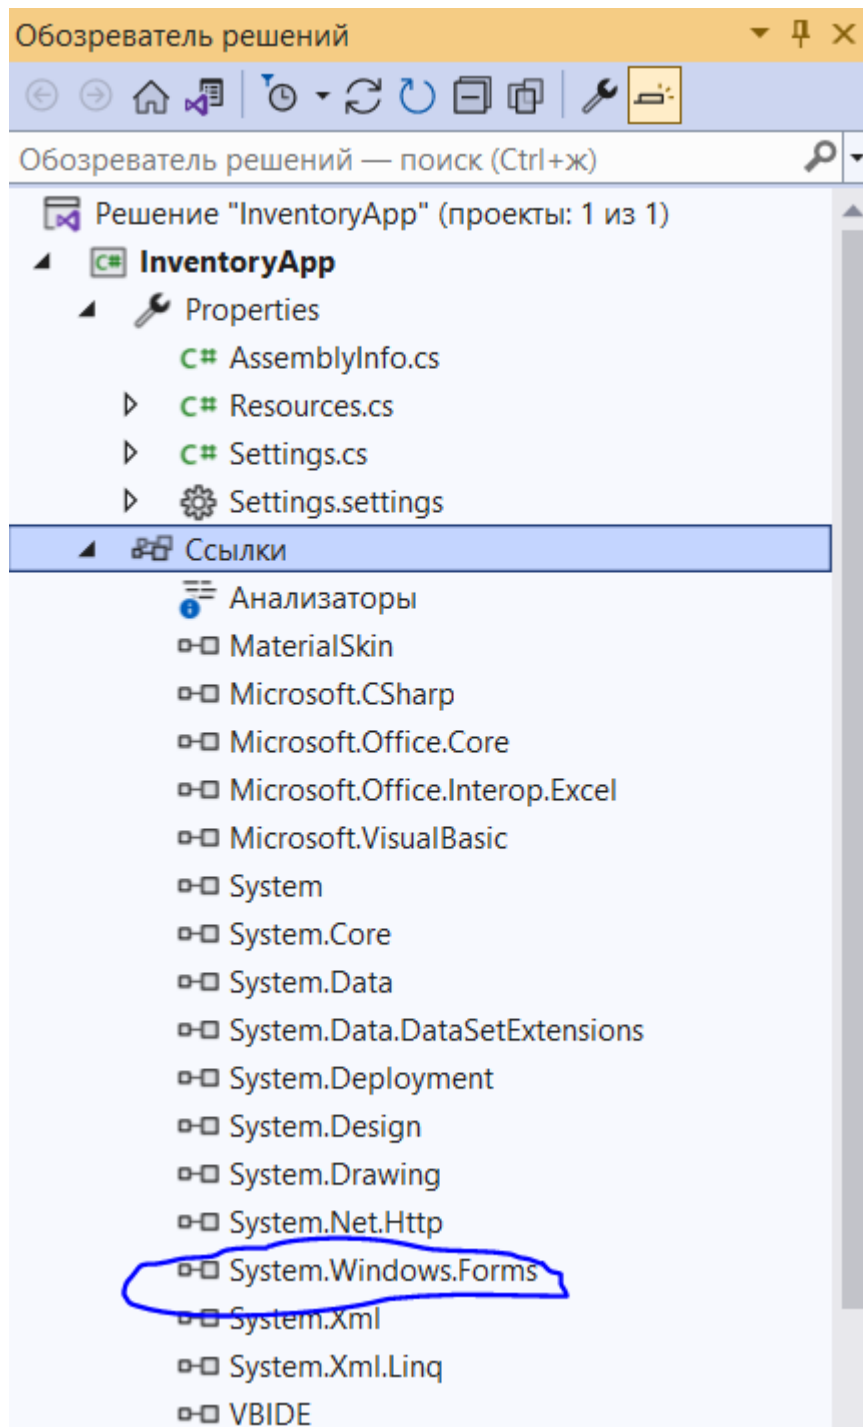 Обозреватель решений
Обозреватель решений — поиск (Ctrl+ж)
Решение "InventoryApp" (проекты: 1 из 1)
C# InventoryApp
Properties
C# AssemblyInfo.cs
C# Resources.cs
C# Settings.cs
Settings.settings
Ссылки
Анализаторы
MaterialSkin
Microsoft.CSharp
Microsoft.Office.Core
Microsoft.Office.Interop.Excel
Microsoft.VisualBasic
System
System.Core
System.Data
System.Data.DataSetExtensions
System.Deployment
System.Design
System.Drawing
System.Net.Http
System.Windows.Forms
System.Xml
System.Xml.Linq
VBIDE